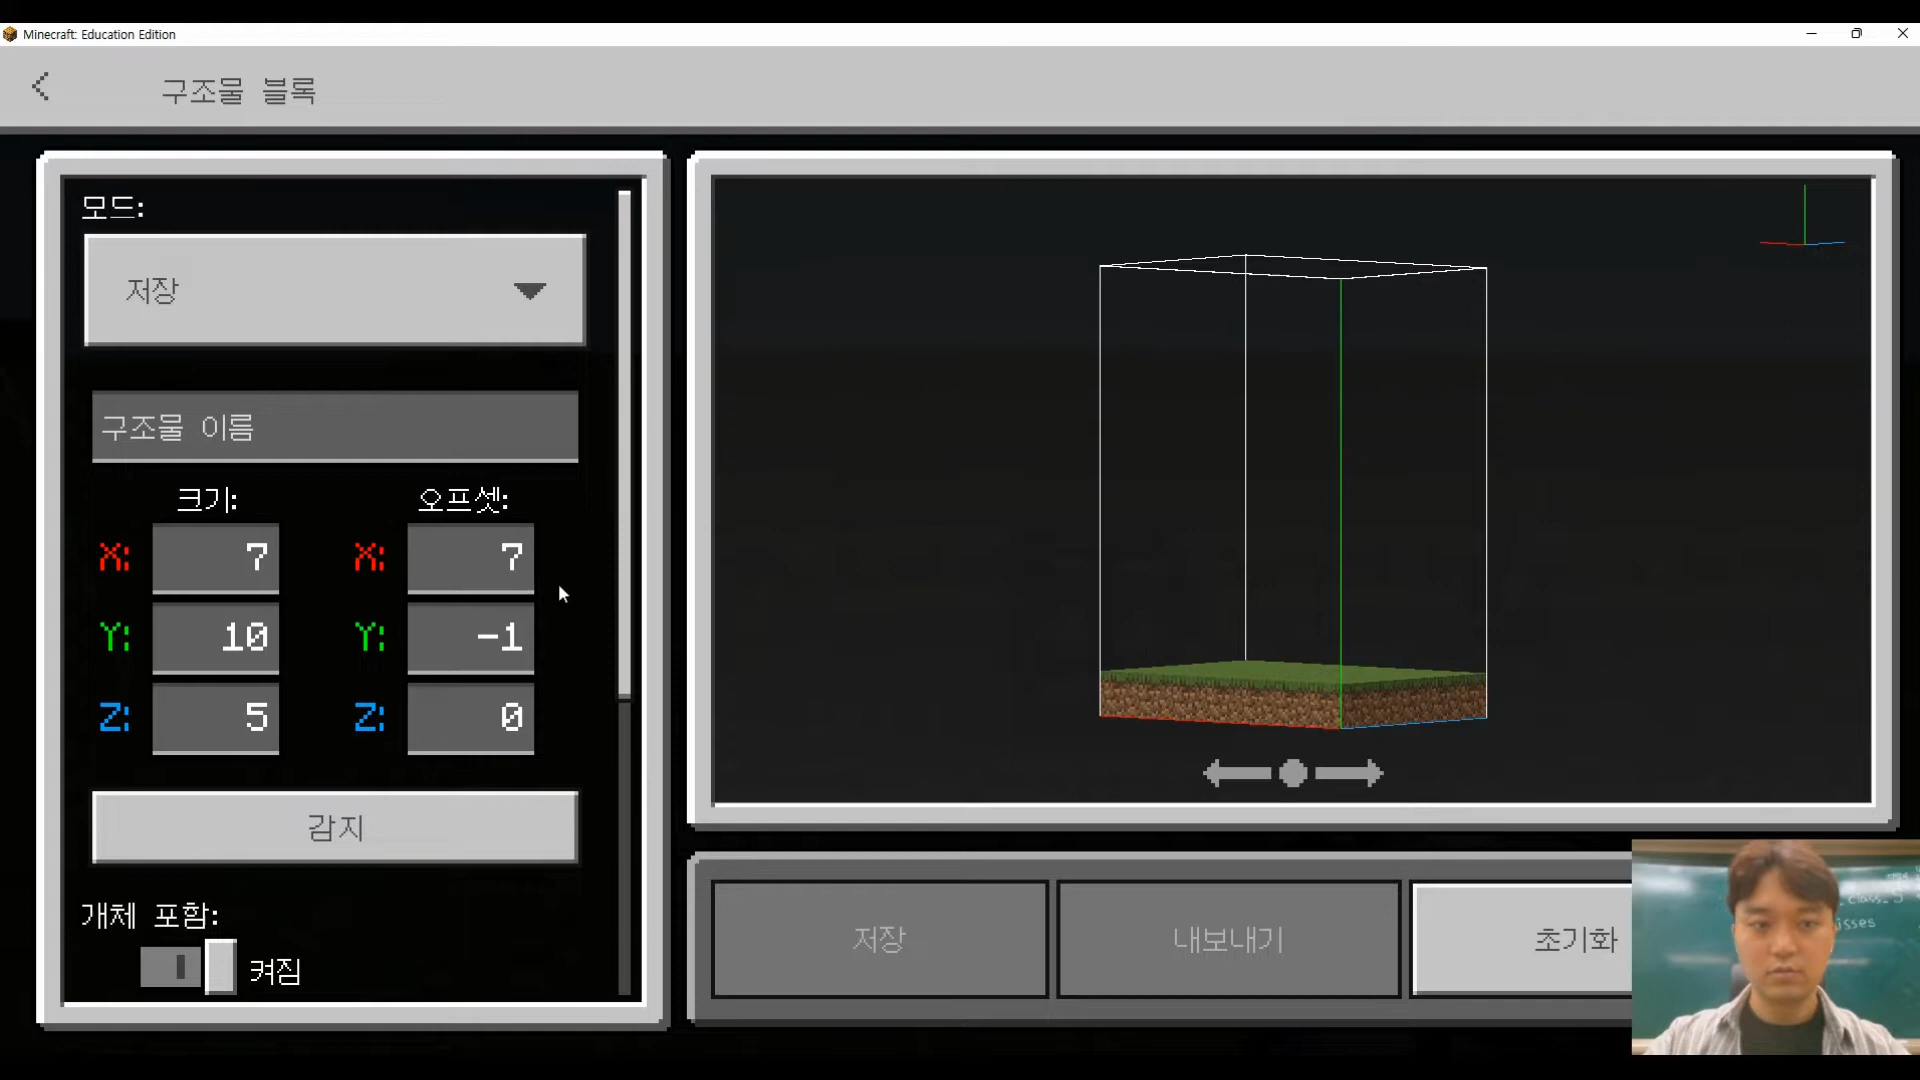 Minecraft: Education Edition
구조물 블록
모드:
저장
구조물 이름
크기: 오프셋:
X: 7 X: 7
Y: 10 Y: -1
Z: 5 Z: 0
감지
개체 포함:
켜짐
저장 내보내기 초기화